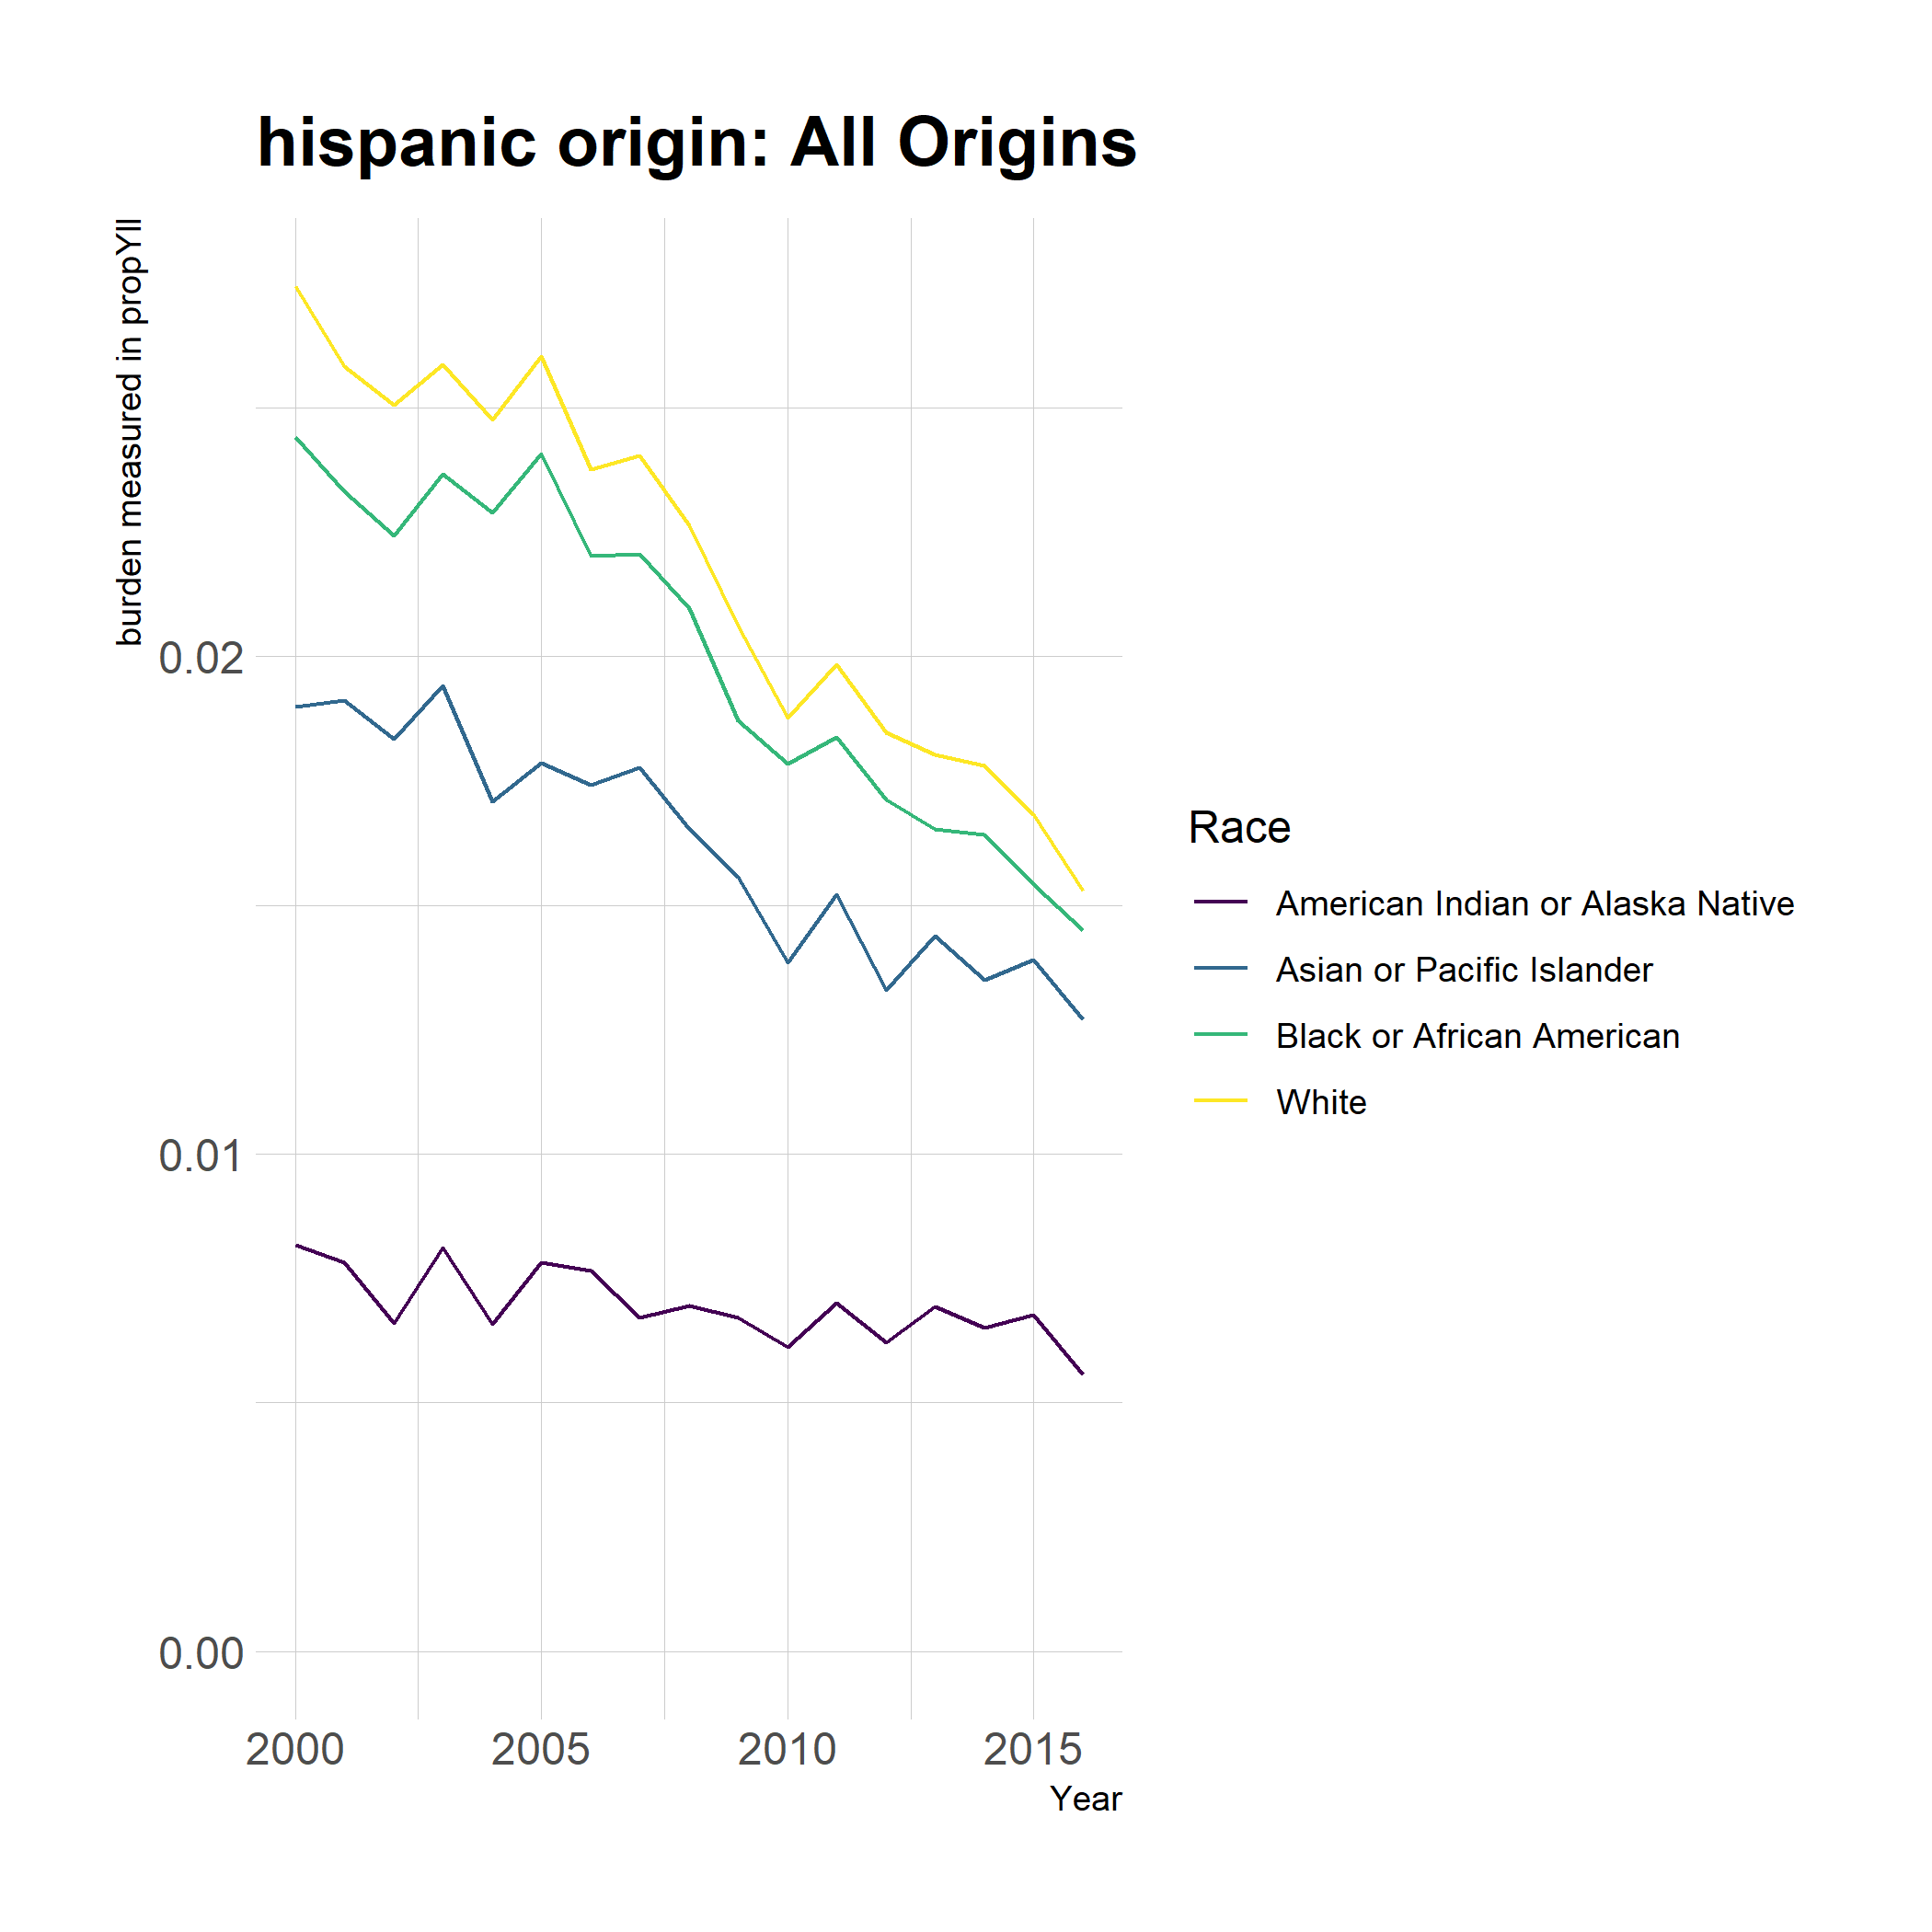 hispanic origin: All Origins
burden measured in propYll
0.02
0.01
0.00
2000 2005 2010 2015
Year
Race
American Indian or Alaska Native
Asian or Pacific Islander
Black or African American
White